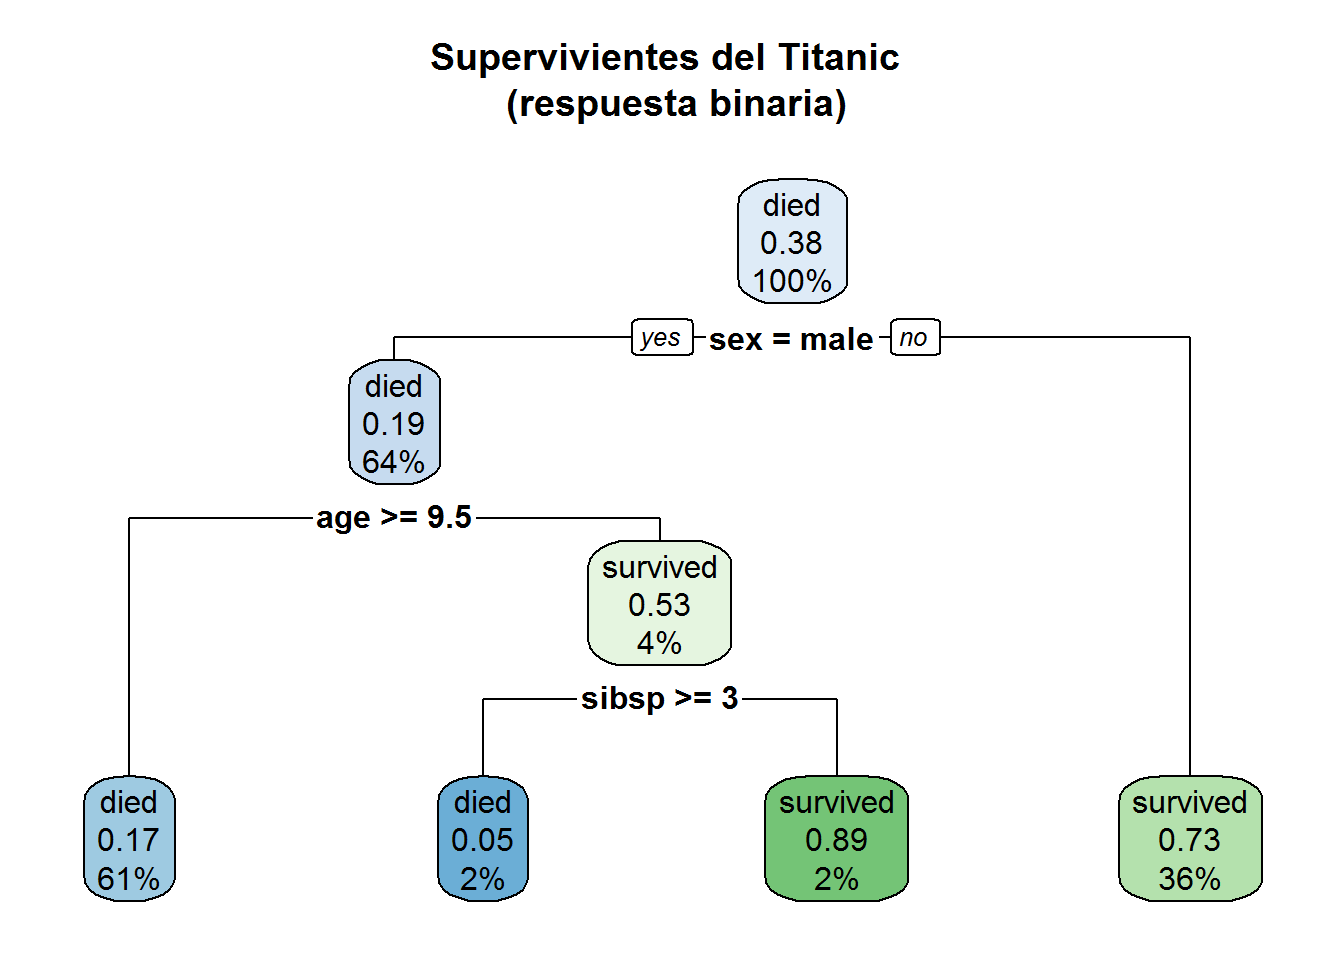 Supervivientes del Titanic
(respuesta binaria)
died
0.38
100%
yes sex = male no
died
0.19
64%
age >= 9.5
survived
0.53
4%
sibsp >= 3
died
0.17
61%
died
0.05
2%
survived
0.89
2%
survived
0.73
36%